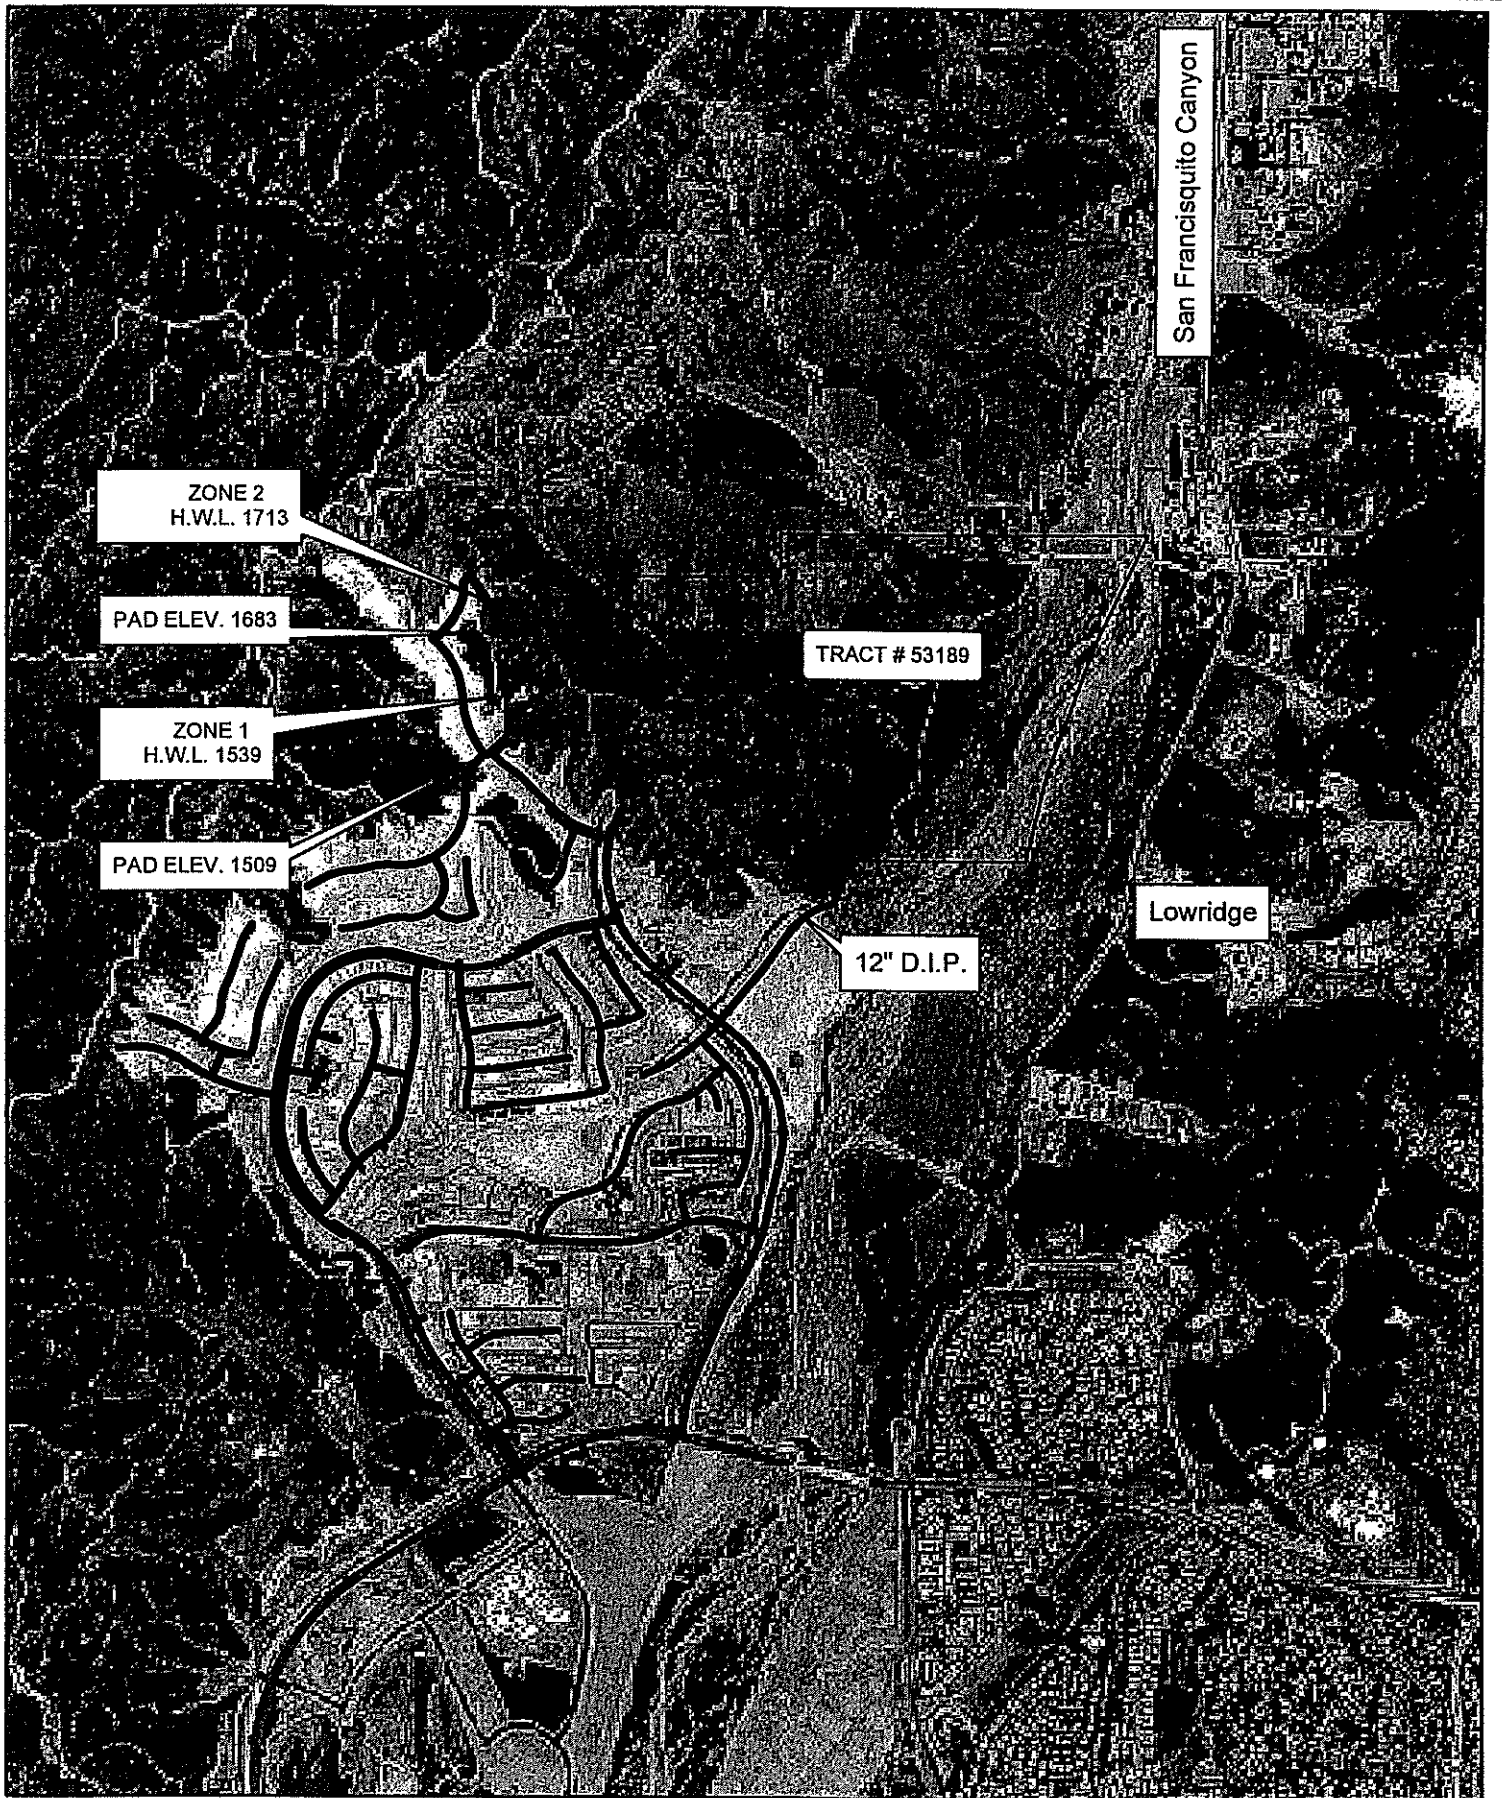 San Francisquito Canyon
ZONE 2
H.W.L. 1713
PAD ELEV. 1683
TRACT # 53189
ZONE 1
H.W.L. 1539
PAD ELEV. 1509
Lowridge
12" D.I.P.